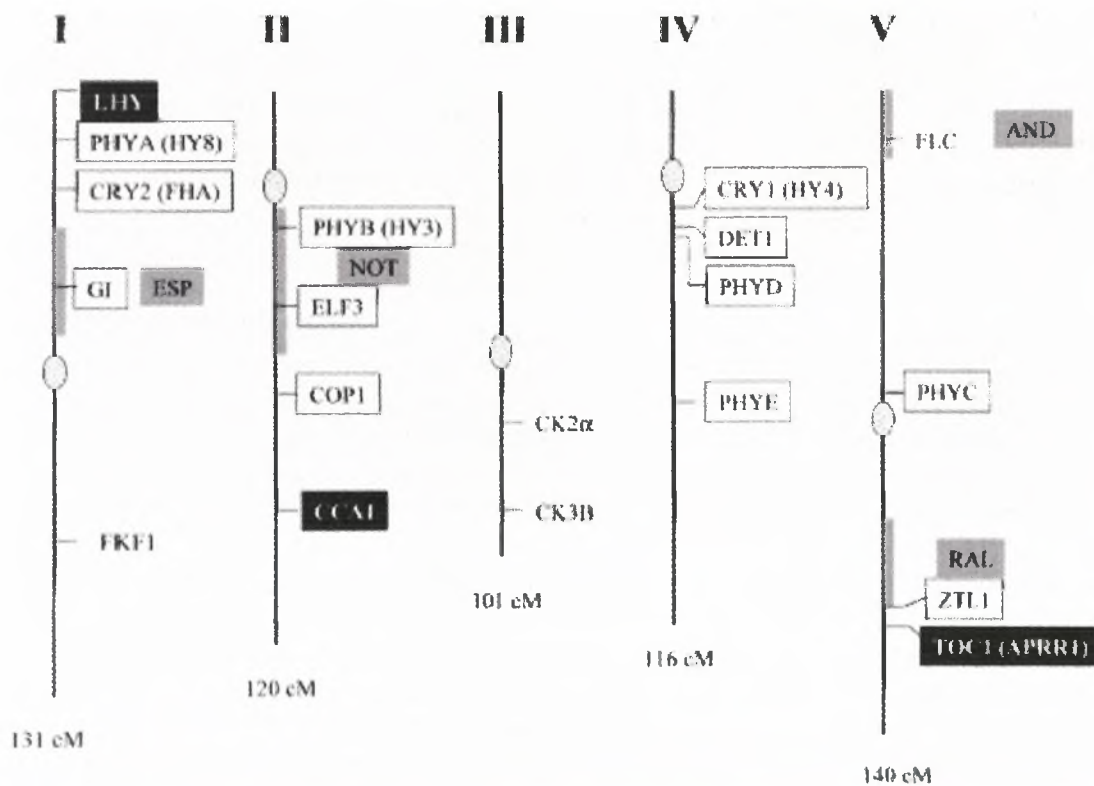 I
II
III
IV
V
LHY
PHYA (HY8)
CRY2 (FHA)
GI
ESP
FKF1
131 cM
PHYB (HY3)
NOT
ELF3
COP1
CCA1
120 cM
CK2α
CK3B
101 cM
CRY1 (HY4)
DET1
PHYD
PHYE
116 cM
FLC
AND
PHYC
RAL
ZTL1
TOC1 (APRR1)
140 cM